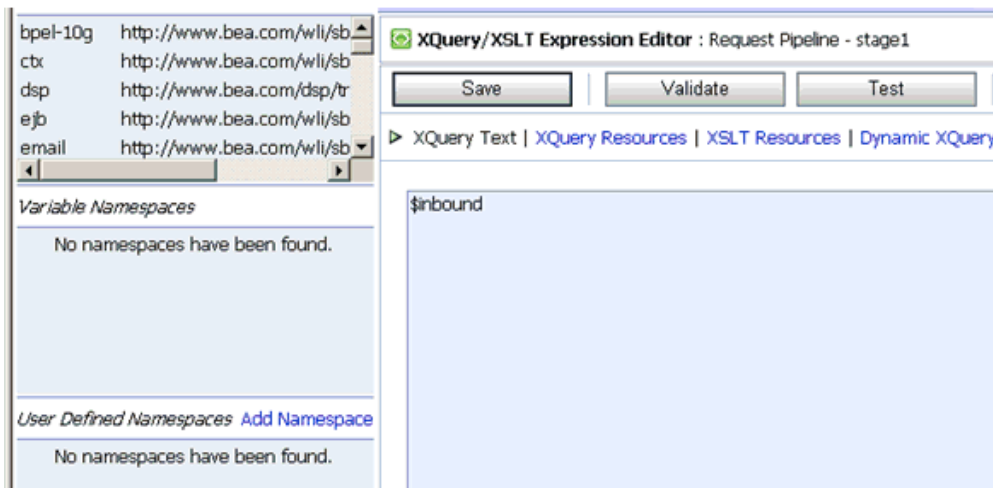 bpel-10g http://www.bea.com/wli/sb
ctx http://www.bea.com/wli/sb
dsp http://www.bea.com/dsp/tr
ejb http://www.bea.com/wli/sb
email http://www.bea.com/wli/sb
Variable Namespaces
No namespaces have been found.
User Defined Namespaces Add Namespace
No namespaces have been found.
XQuery/XSLT Expression Editor : Request Pipeline - stage1
Save Validate Test
XQuery Text | XQuery Resources | XSLT Resources | Dynamic XQuery
$inbound